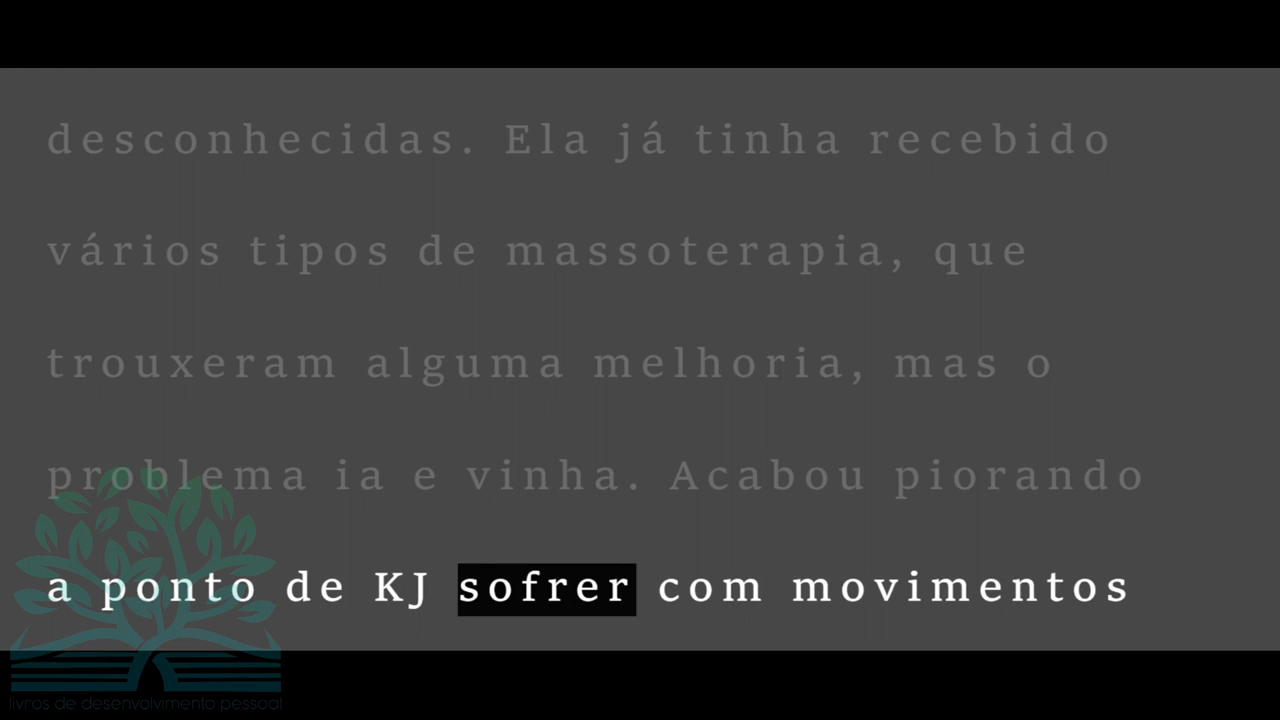 desconhecidas. Ela já tinha recebido
vários tipos de massoterapia, que
trouxeram alguma melhoria, mas o
problema ia e vinha. Acabou piorando
a ponto de KJ sofrer com movimentos
livros de desenvolvimento pessoal